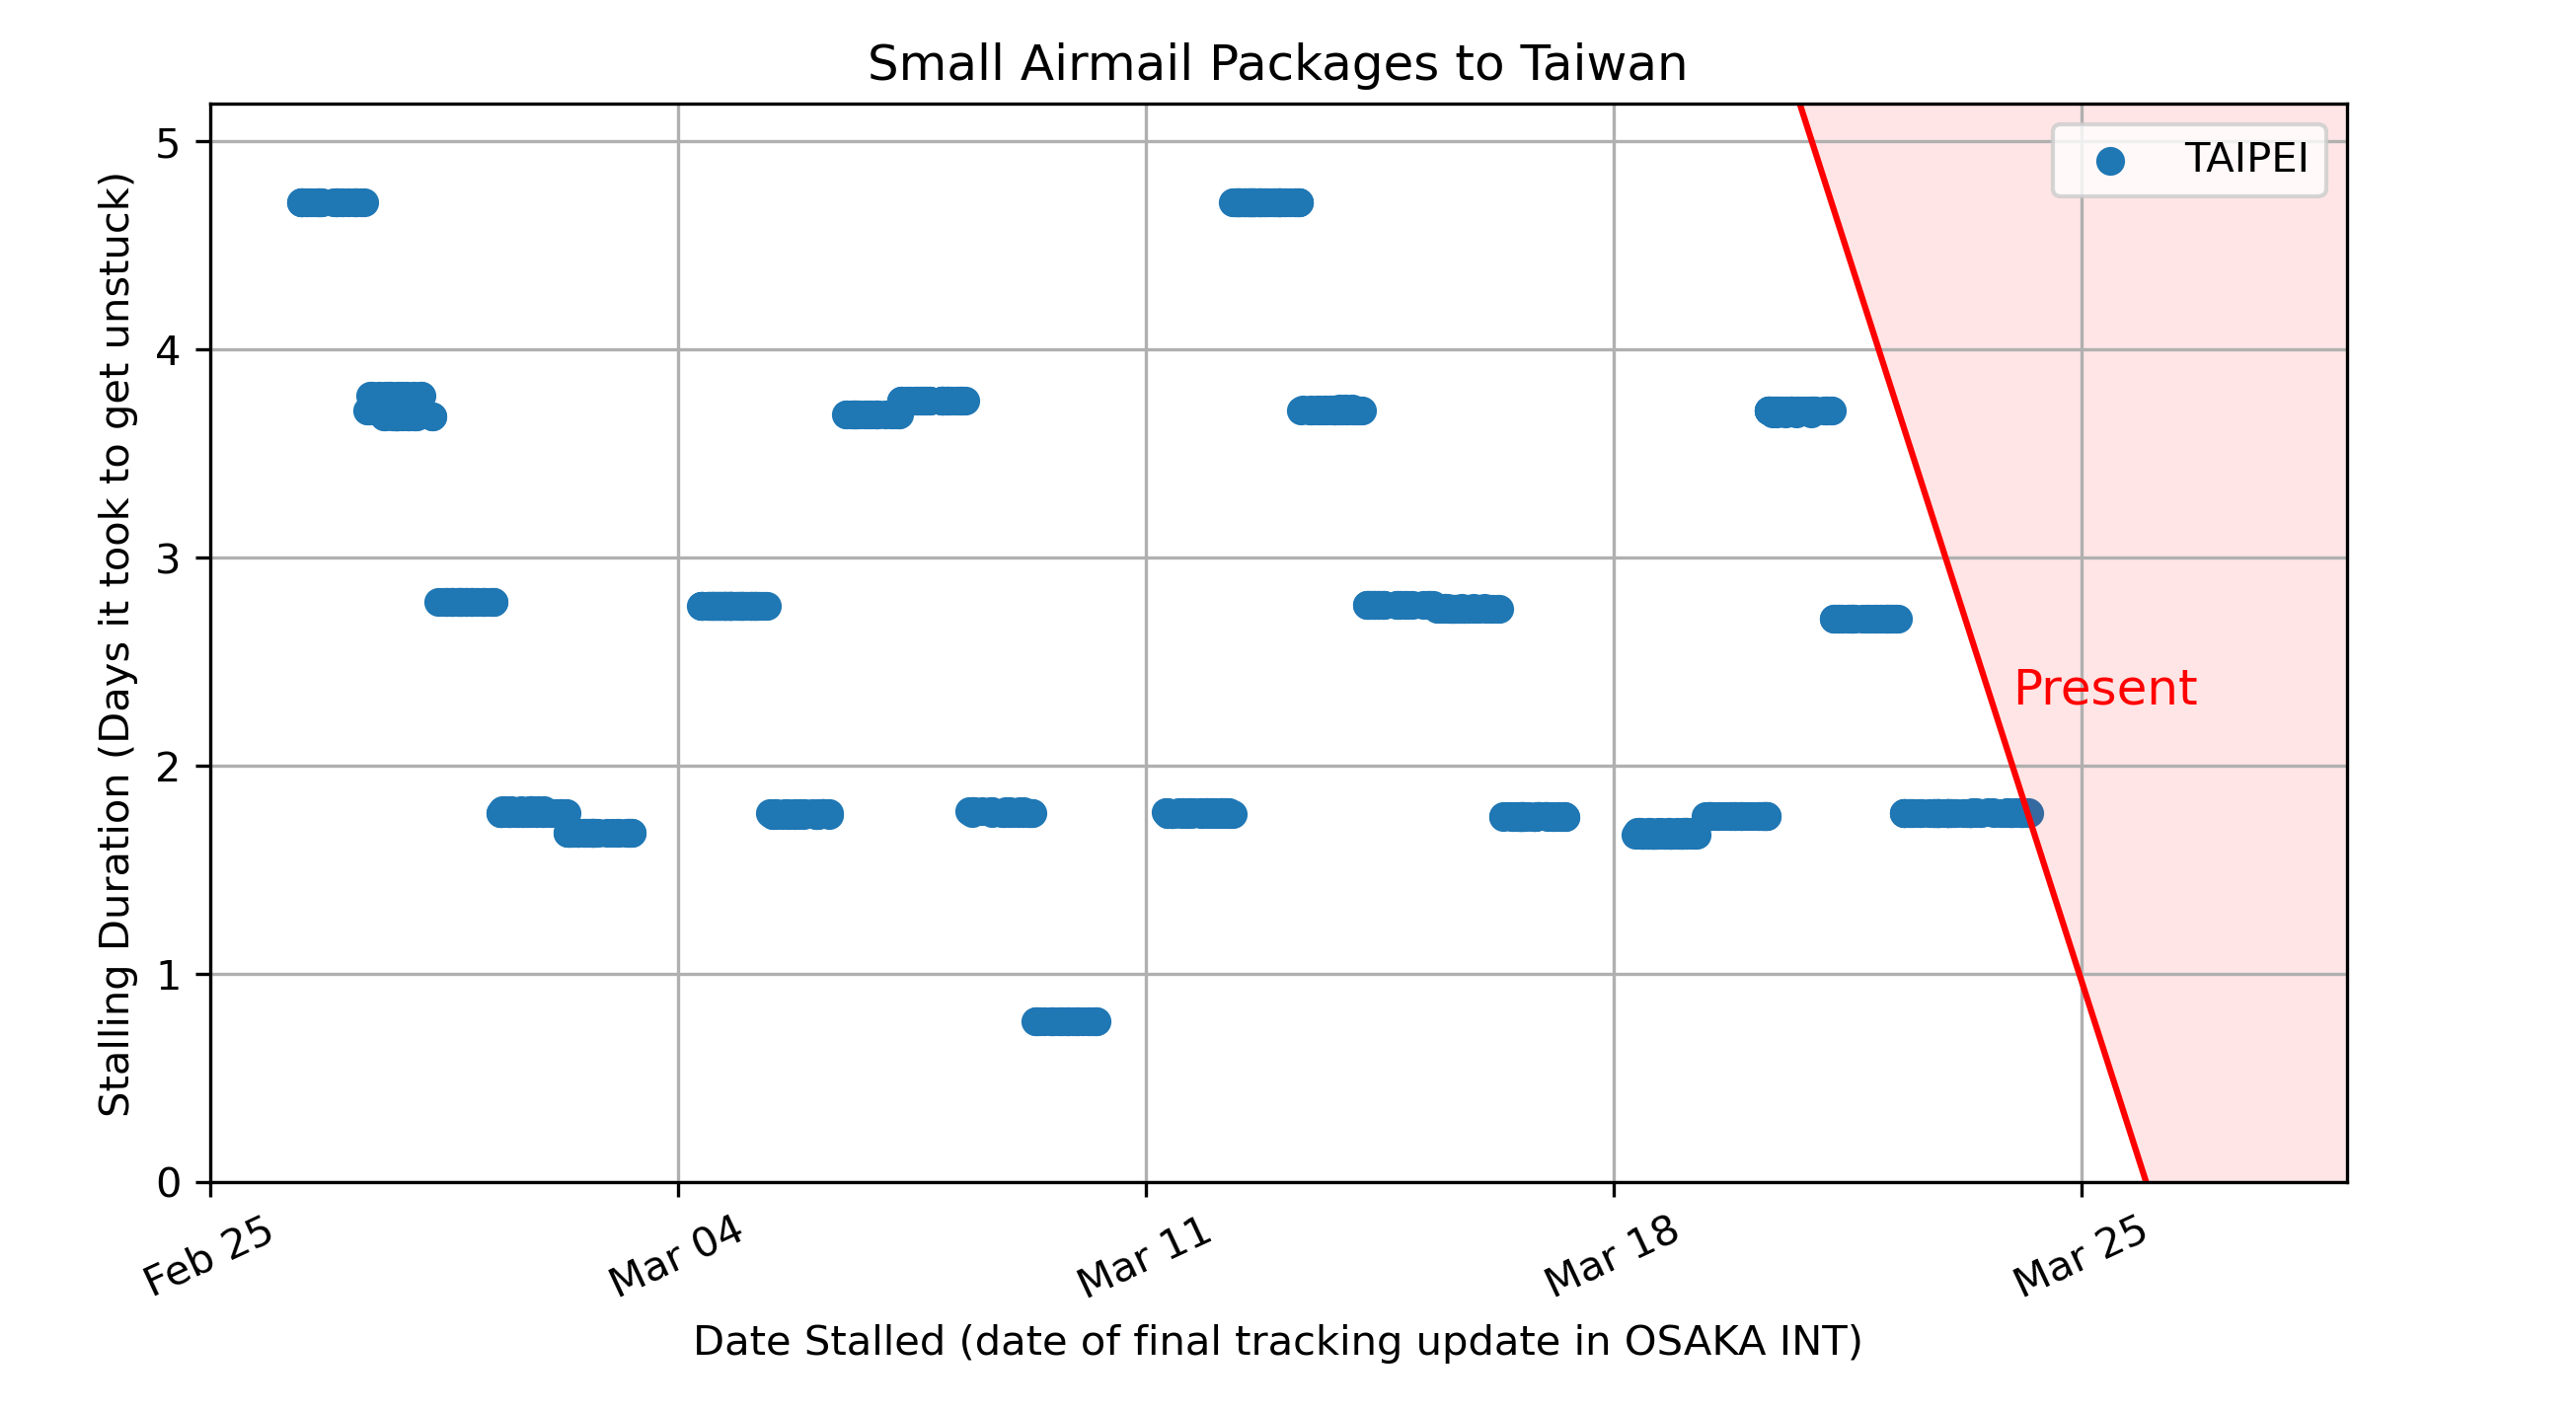 Small Airmail Packages to Taiwan
Stalling Duration (Days it took to get unstuck)
5
4
3
2
1
0
TAIPEI
Present
Feb 25
Mar 04
Mar 11
Mar 18
Mar 25
Date Stalled (date of final tracking update in OSAKA INT)